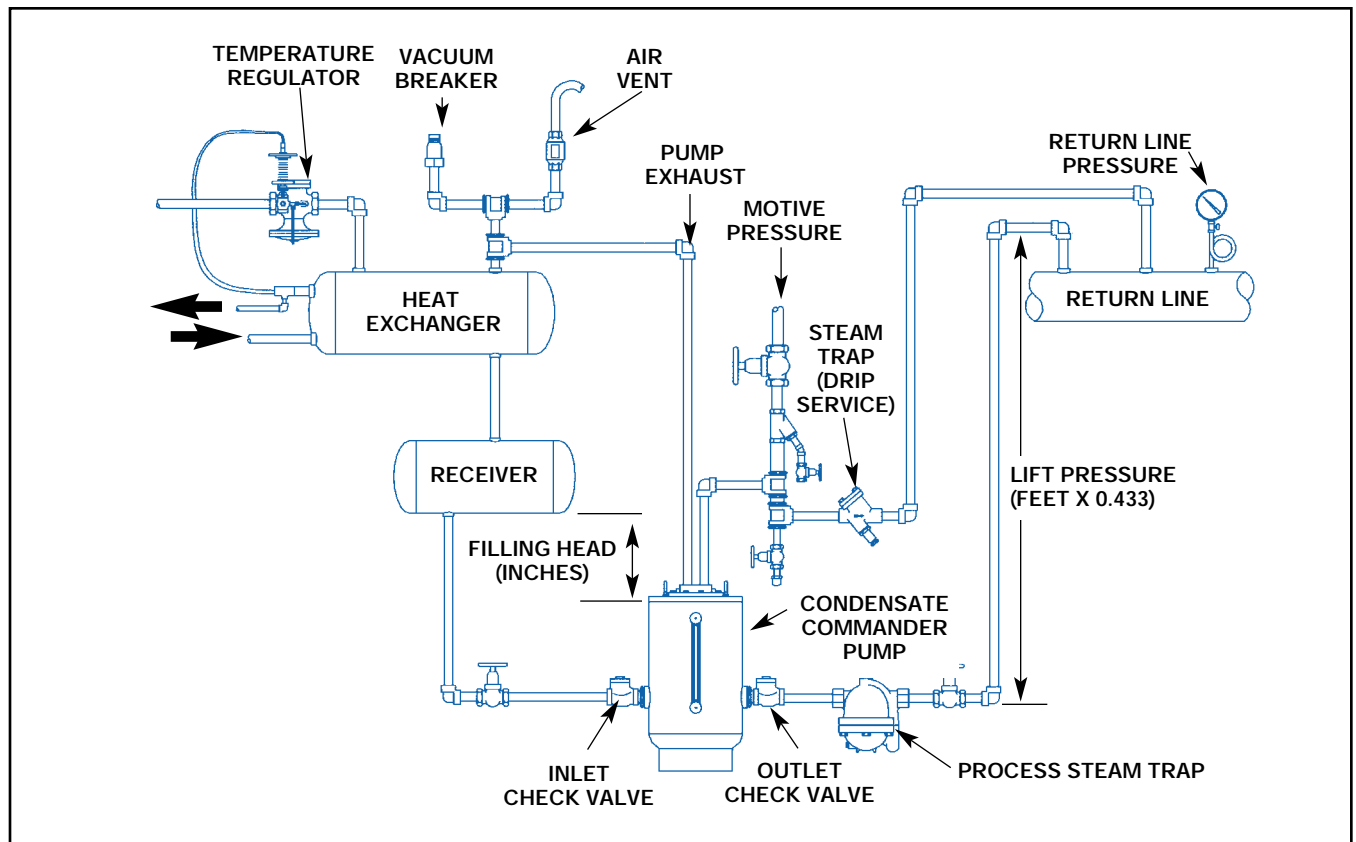 TEMPERATURE
REGULATOR
VACUUM
BREAKER
AIR
VENT
PUMP
EXHAUST
MOTIVE
PRESSURE
RETURN LINE
PRESSURE
HEAT
EXCHANGER
RETURN LINE
STEAM
TRAP
(DRIP
SERVICE)
RECEIVER
LIFT PRESSURE
(FEET X 0.433)
FILLING HEAD
(INCHES)
CONDENSATE
COMMANDER
PUMP
INLET
CHECK VALVE
OUTLET
CHECK VALVE
PROCESS STEAM TRAP